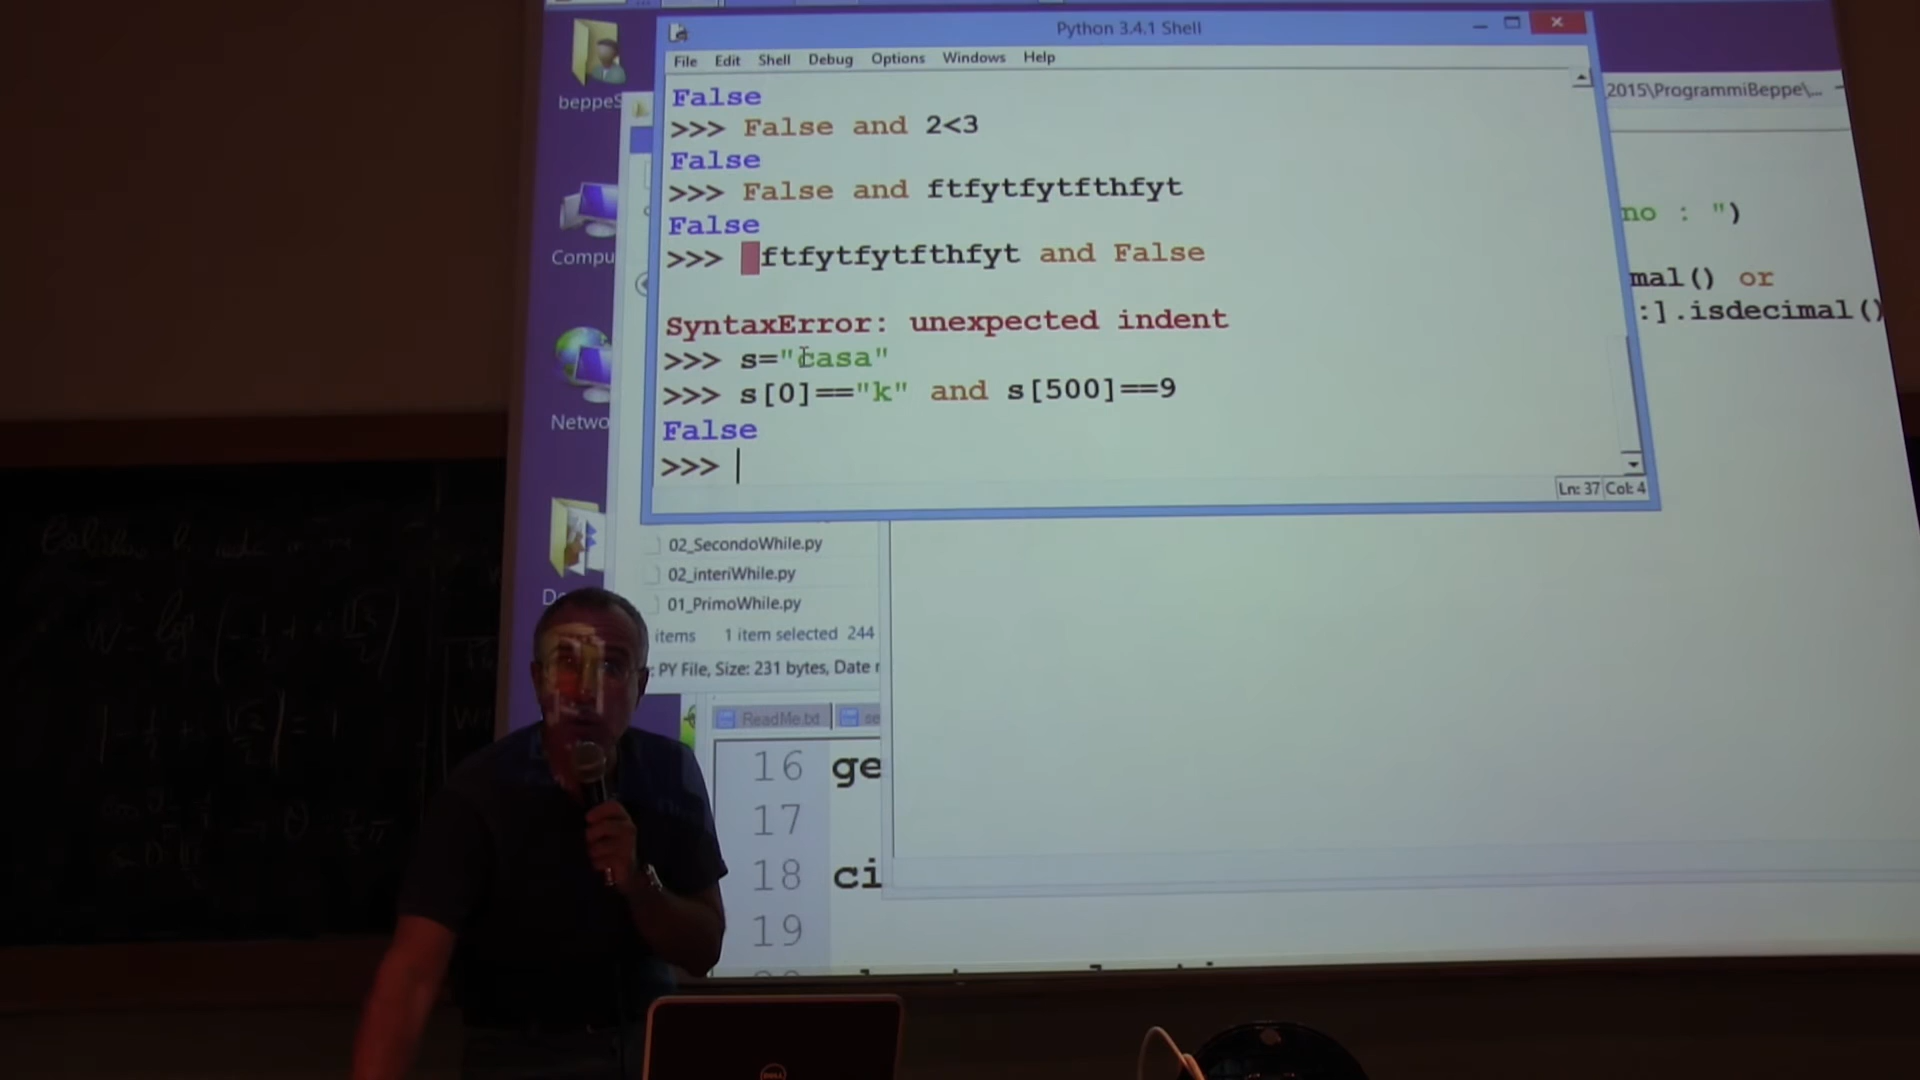 Python 3.4.1 Shell
File Edit Shell Debug Options Windows Help
False
>>> False and 2<3
False
>>> False and ftfytfytfthfyt
False
>>> ftfytfytfthfyt and False
SyntaxError: unexpected indent
>>> s="casa"
>>> s[0]=="k" and s[500]==9
False
>>>
Ln: 37 Col: 4
beppeS
Compu
Netwo
2015\ProgrammiBeppe\...
no : ")
mal() or
:].isdecimal()
02_SecondoWhile.py
02_interiWhile.py
01_PrimoWhile.py
items 1 item selected 244
: PY File, Size: 231 bytes, Date
ReadMe.txt se
16 ge
17
18 ci
19
DELL